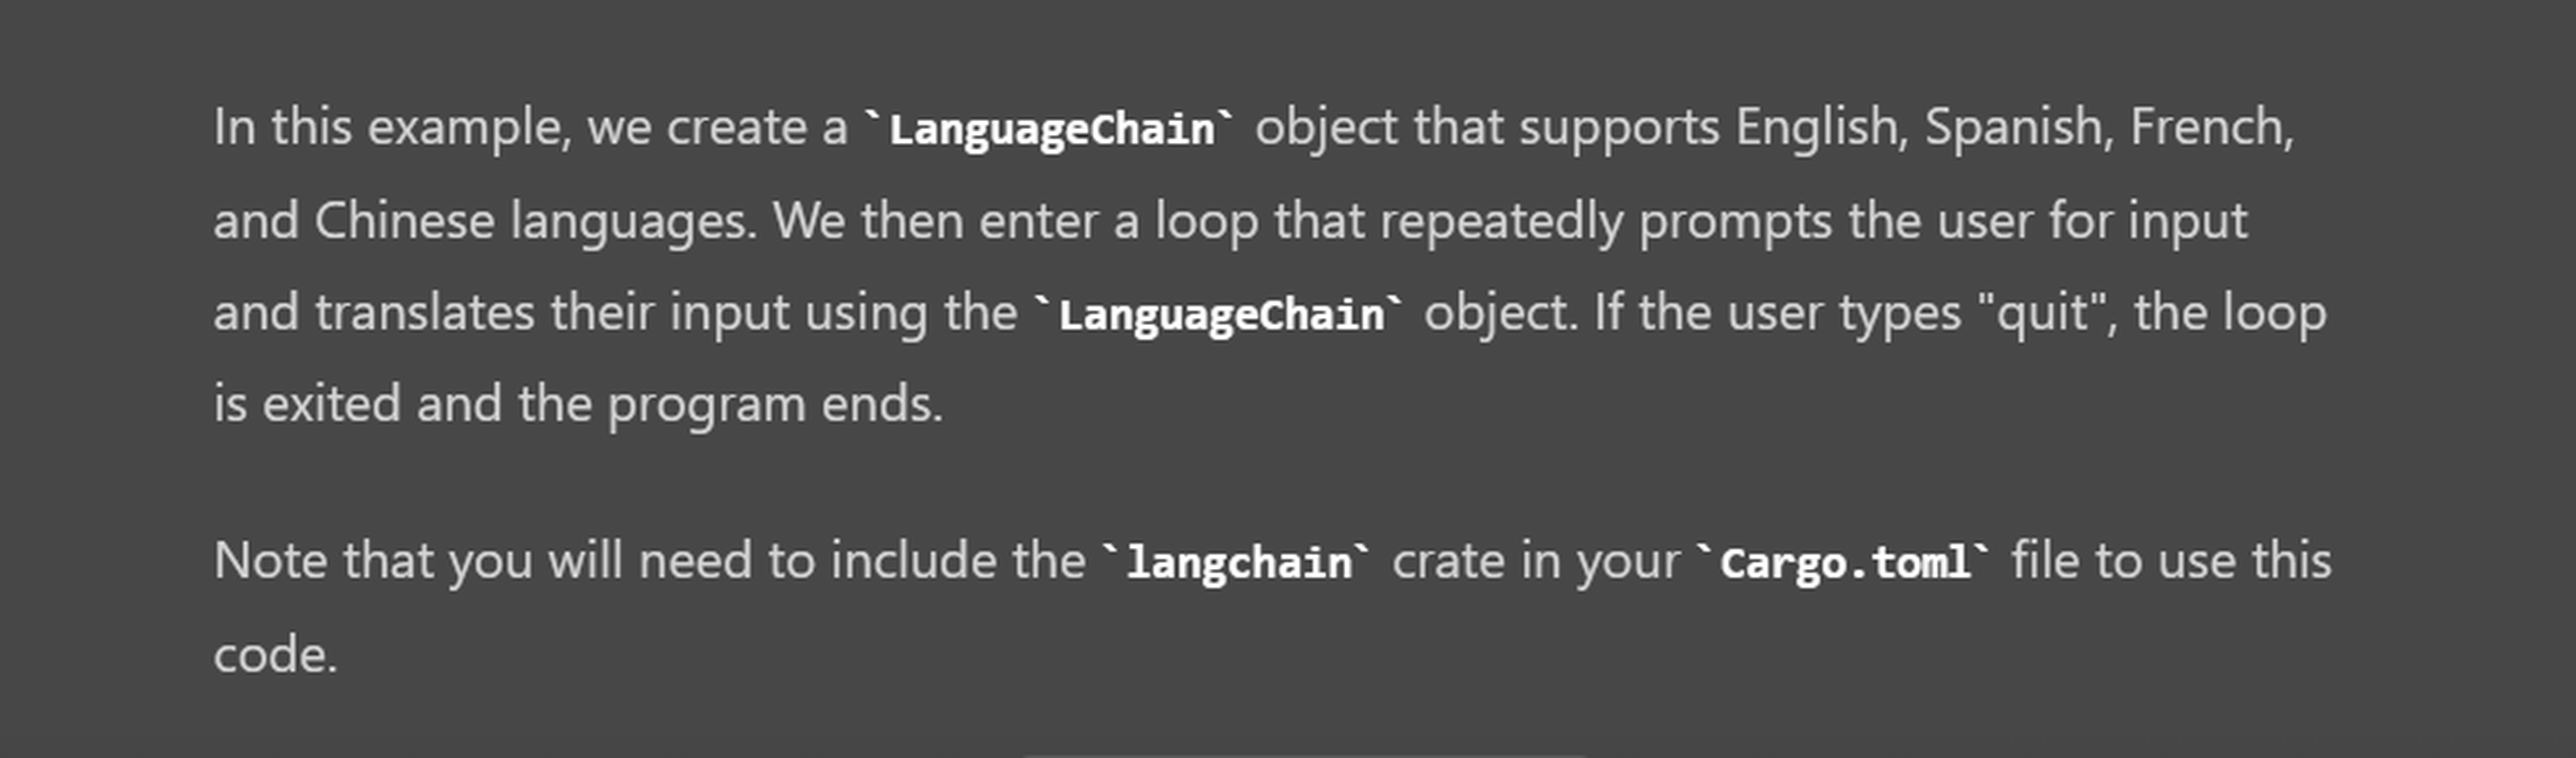 In this example, we create a `LanguageChain` object that supports English, Spanish, French,
and Chinese languages. We then enter a loop that repeatedly prompts the user for input
and translates their input using the `LanguageChain` object. If the user types "quit", the loop
is exited and the program ends.
Note that you will need to include the `langchain` crate in your `Cargo.toml` file to use this
code.